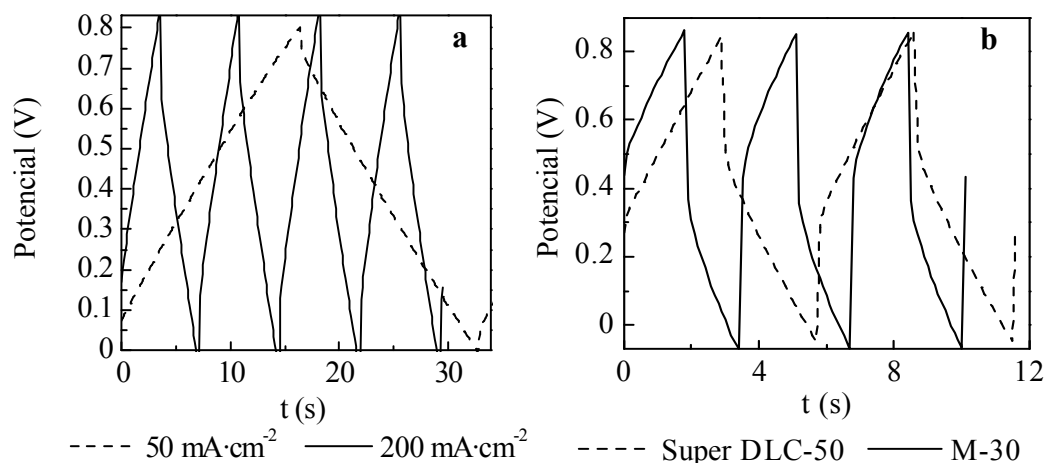 0.8
0.7
0.6
0.5
0.4
0.3
0.2
0.1
0
Potencial (V)
a
0 10 20 30
t (s)
50 mA·cm-2 200 mA·cm-2
0.8
0.6
0.4
0.2
0
Potencial (V)
b
0 4 8 12
t (s)
Super DLC-50 M-30